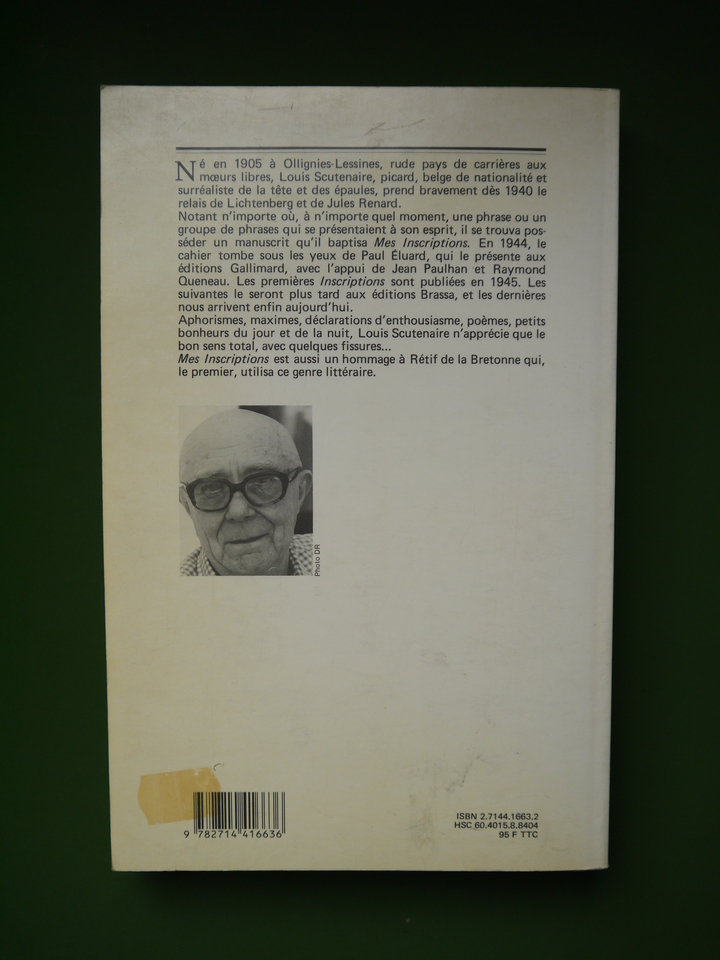 Né en 1905 à Ollignies-Lessines, rude pays de carrières aux
mœurs libres, Louis Scutenaire, picard, belge de nationalité et
surréaliste de la tête et des épaules, prend bravement dès 1940 le
relais de Lichtenberg et de Jules Renard.
Notant n'importe où, à n'importe quel moment, une phrase ou un
groupe de phrases qui se présentaient à son esprit, il se trouva pos-
séder un manuscrit qu'il baptisa Mes Inscriptions. En 1944, le
cahier tombe sous les yeux de Paul Éluard, qui le présente aux
éditions Gallimard, avec l'appui de Jean Paulhan et Raymond
Queneau. Les premières Inscriptions sont publiées en 1945. Les
suivantes le seront plus tard aux éditions Brassa, et les dernières
nous arrivent enfin aujourd'hui.
Aphorismes, maximes, déclarations d'enthousiasme, poèmes, petits
bonheurs du jour et de la nuit, Louis Scutenaire n'apprécie que le
bon sens total, avec quelques fissures...
Mes Inscriptions est aussi un hommage à Rétif de la Bretonne qui,
le premier, utilisa ce genre littéraire.
Photo DR
9 782714 416636
ISBN 2.7144.1663.2
HSC 60.4015.8.8404
95 F TTC